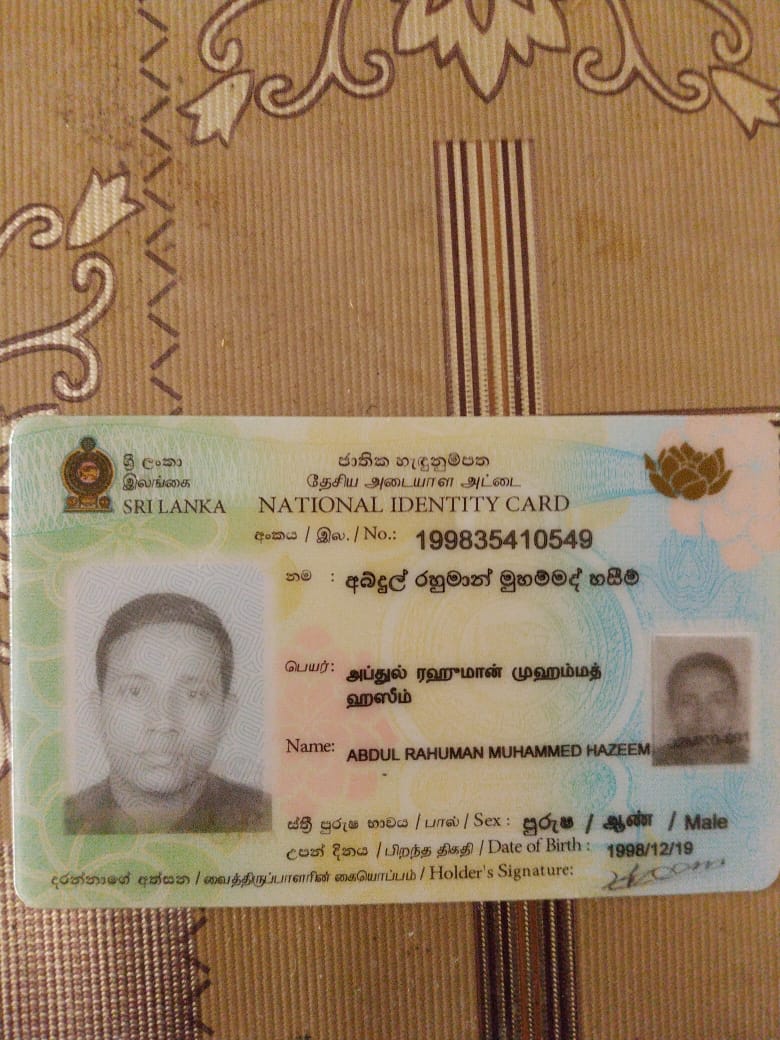 ශ්‍රී ලංකා
இலங்கை
SRI LANKA
ජාතික හැඳුනුම්පත
தேசிய அடையாள அட்டை
NATIONAL IDENTITY CARD
අංකය / இல. / No.: 199835410549
නම : අබ්දුල් රහුමාන් මුහම්මද් හසීම්
பெயர்: அப்துல் ரஹுமான் முஹம்மத்
ஹஸீம்
Name: ABDUL RAHUMAN MUHAMMED HAZEEM
ස්ත්‍රී පුරුෂ භාවය / பால் / Sex : පුරුෂ / ஆண் / Male
උපන් දිනය / பிறந்த திகதி / Date of Birth : 1998/12/19
දරන්නාගේ අත්සන / வைத்திருப்பாளரின் கையொப்பம் / Holder's Signature: